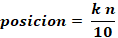 posicion = k n / 10